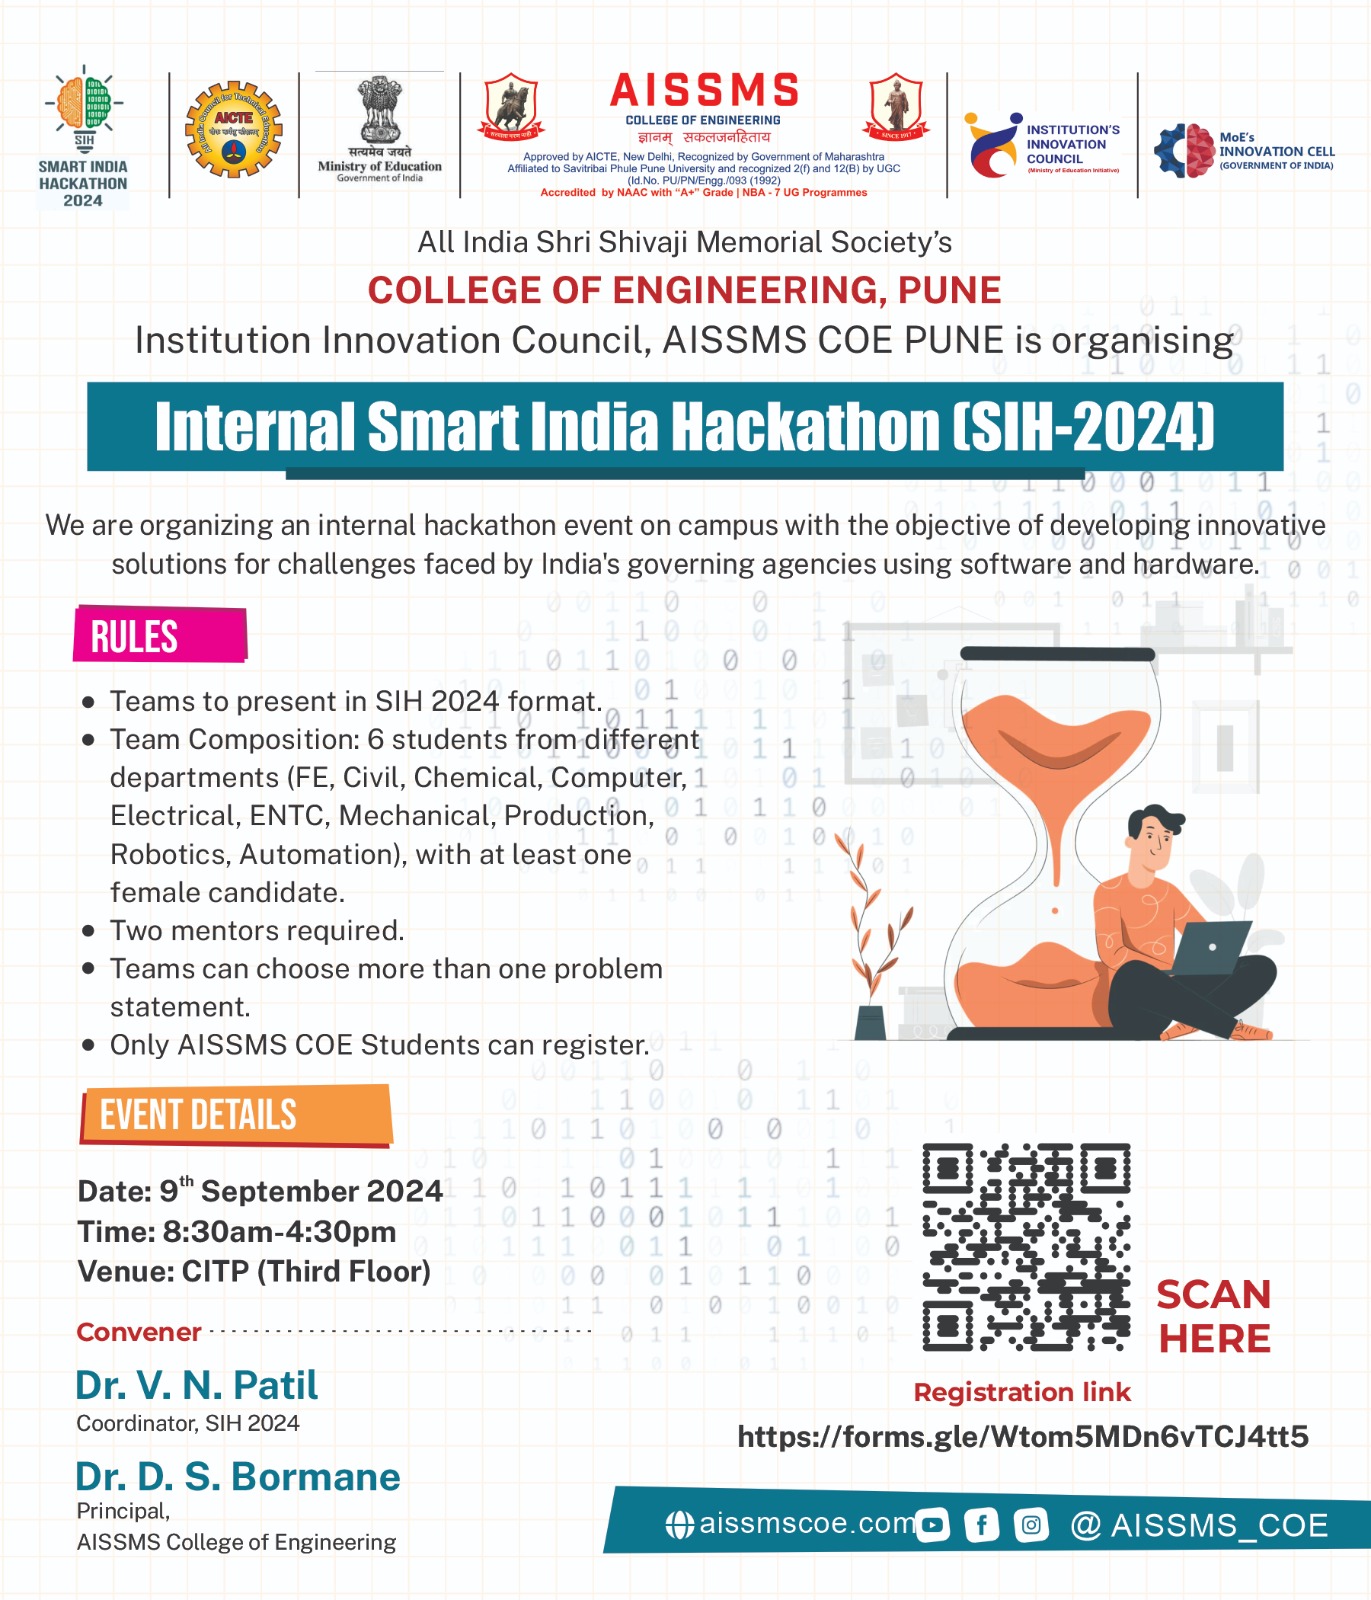 SIH
SMART INDIA
HACKATHON
2024
All India Council for Technical Education
AICTE
सत्यमेव जयते
Ministry of Education
Government of India
AISSMS
COLLEGE OF ENGINEERING
ज्ञानम् सकलजनहिताय
Approved by AICTE, New Delhi, Recognized by Government of Maharashtra
Affiliated to Savitribai Phule Pune University and recognized 2(f) and 12(B) by UGC
(Id.No. PU/PN/Engg./093 (1992)
Accredited by NAAC with “A+” Grade | NBA - 7 UG Programmes
SINCE 1917
INSTITUTION'S
INNOVATION
COUNCIL
(Ministry of Education Initiative)
MoE's
INNOVATION CELL
(GOVERNMENT OF INDIA)
All India Shri Shivaji Memorial Society’s
COLLEGE OF ENGINEERING, PUNE
Institution Innovation Council, AISSMS COE PUNE is organising
Internal Smart India Hackathon (SIH-2024)
We are organizing an internal hackathon event on campus with the objective of developing innovative
solutions for challenges faced by India's governing agencies using software and hardware.
RULES
• Teams to present in SIH 2024 format.
• Team Composition: 6 students from different
departments (FE, Civil, Chemical, Computer,
Electrical, ENTC, Mechanical, Production,
Robotics, Automation), with at least one
female candidate.
• Two mentors required.
• Teams can choose more than one problem
statement.
• Only AISSMS COE Students can register.
EVENT DETAILS
Date: 9th September 2024
Time: 8:30am-4:30pm
Venue: CITP (Third Floor)
Convener
Dr. V. N. Patil
Coordinator, SIH 2024
Dr. D. S. Bormane
Principal,
AISSMS College of Engineering
SCAN
HERE
Registration link
https://forms.gle/Wtom5MDn6vTCJ4tt5
aissmscoe.com @ AISSMS_COE